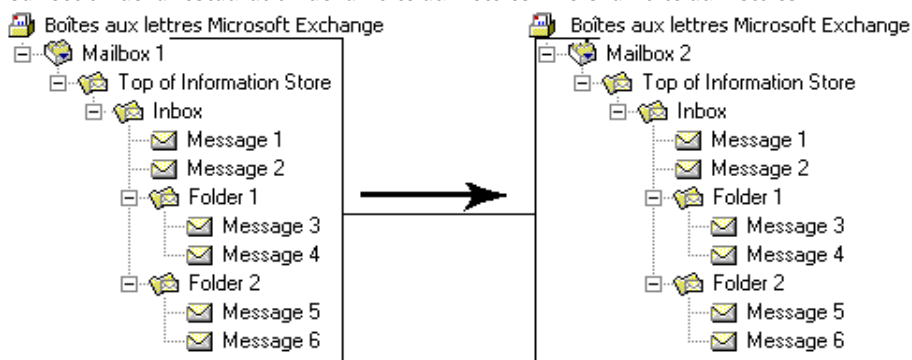 Boîtes aux lettres Microsoft Exchange
Mailbox 1
Top of Information Store
Inbox
Message 1
Message 2
Folder 1
Message 3
Message 4
Folder 2
Message 5
Message 6
Boîtes aux lettres Microsoft Exchange
Mailbox 2
Top of Information Store
Inbox
Message 1
Message 2
Folder 1
Message 3
Message 4
Folder 2
Message 5
Message 6